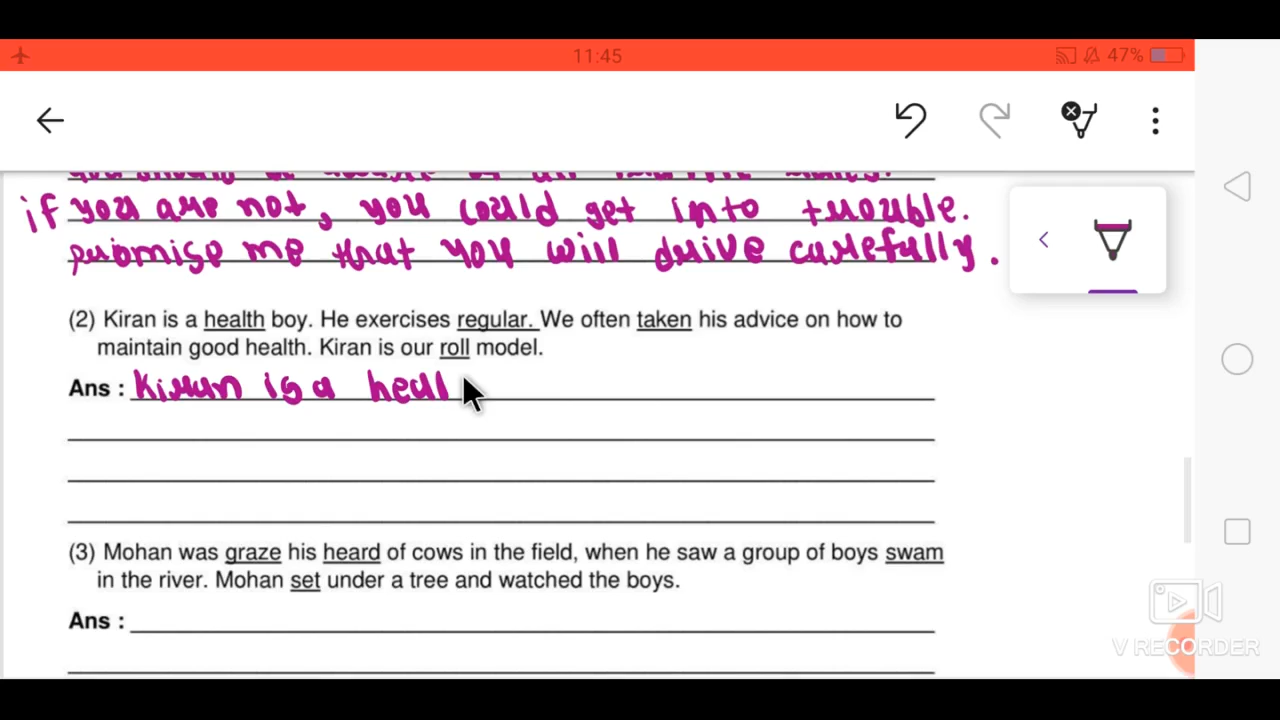 11:45
47%
if you are not, you could get into trouble.
promise me that you will drive carefully.
(2) Kiran is a health boy. He exercises regular. We often taken his advice on how to
maintain good health. Kiran is our roll model.
Ans : Kiran is a heal
(3) Mohan was graze his heard of cows in the field, when he saw a group of boys swam
in the river. Mohan set under a tree and watched the boys.
Ans :
V RECORDER